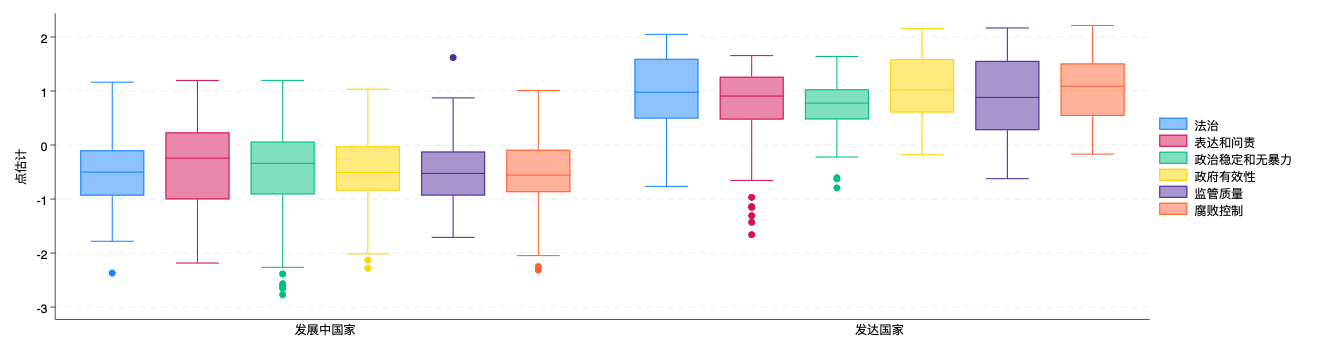 点估计
2
1
0
-1
-2
-3
发展中国家
发达国家
法治
表达和问责
政治稳定和无暴力
政府有效性
监管质量
腐败控制